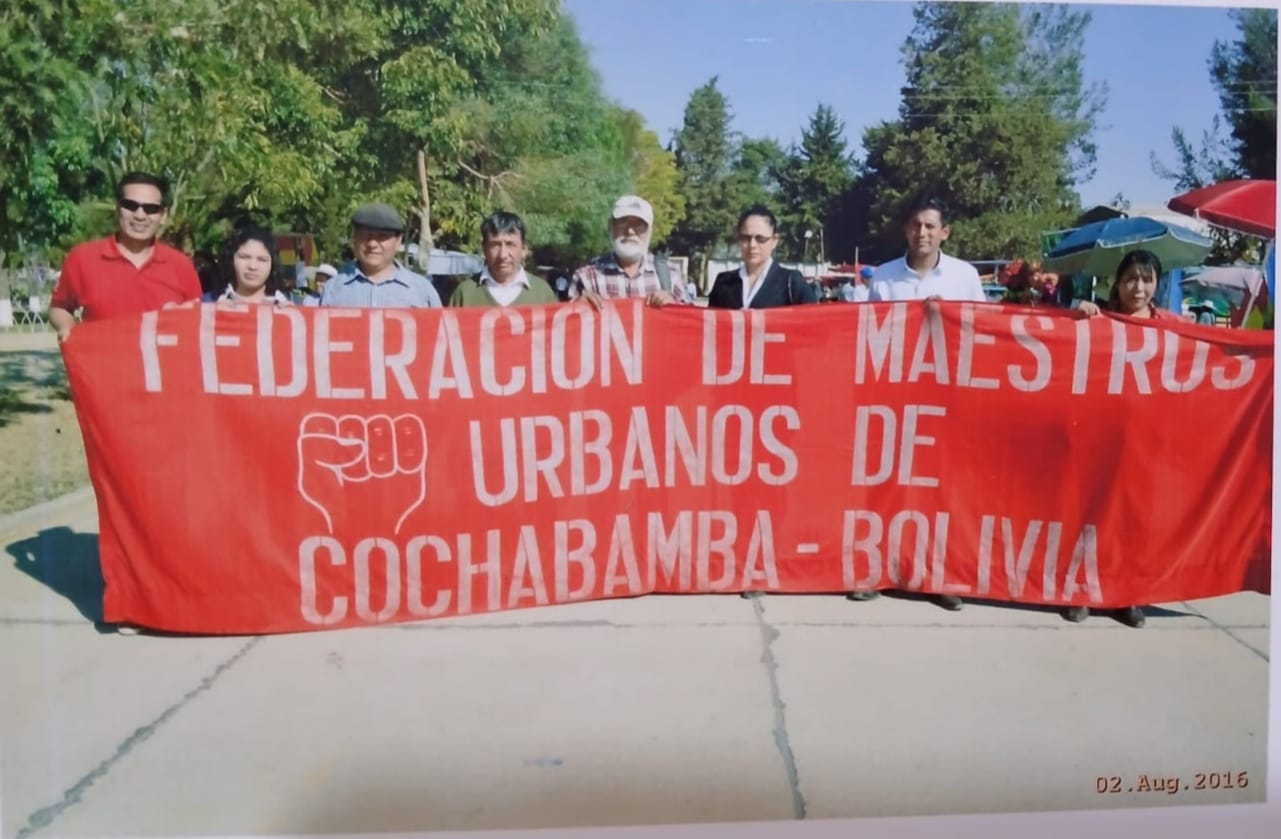 FEDERACION DE MAESTROS
URBANOS DE
COCHABAMBA - BOLIVIA
02.Aug.2016